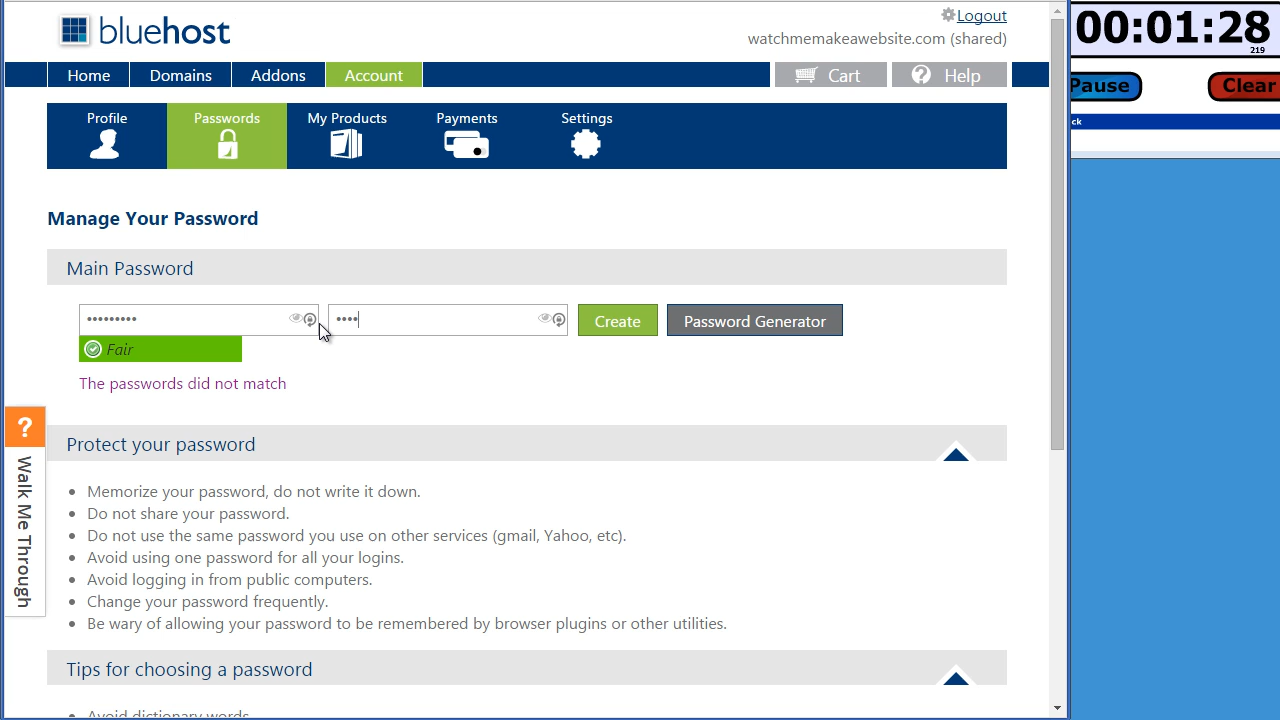 bluehost
Logout
watchmemakeawebsite.com (shared)
00:01:28
219
Pause
Clear
ck
Home Domains Addons Account Cart Help
Profile Passwords My Products Payments Settings
Manage Your Password
Main Password
••••••••• •••• Create Password Generator
Fair
The passwords did not match
? Walk Me Through
Protect your password
• Memorize your password, do not write it down.
• Do not share your password.
• Do not use the same password you use on other services (gmail, Yahoo, etc).
• Avoid using one password for all your logins.
• Avoid logging in from public computers.
• Change your password frequently.
• Be wary of allowing your password to be remembered by browser plugins or other utilities.
Tips for choosing a password
• Avoid dictionary words